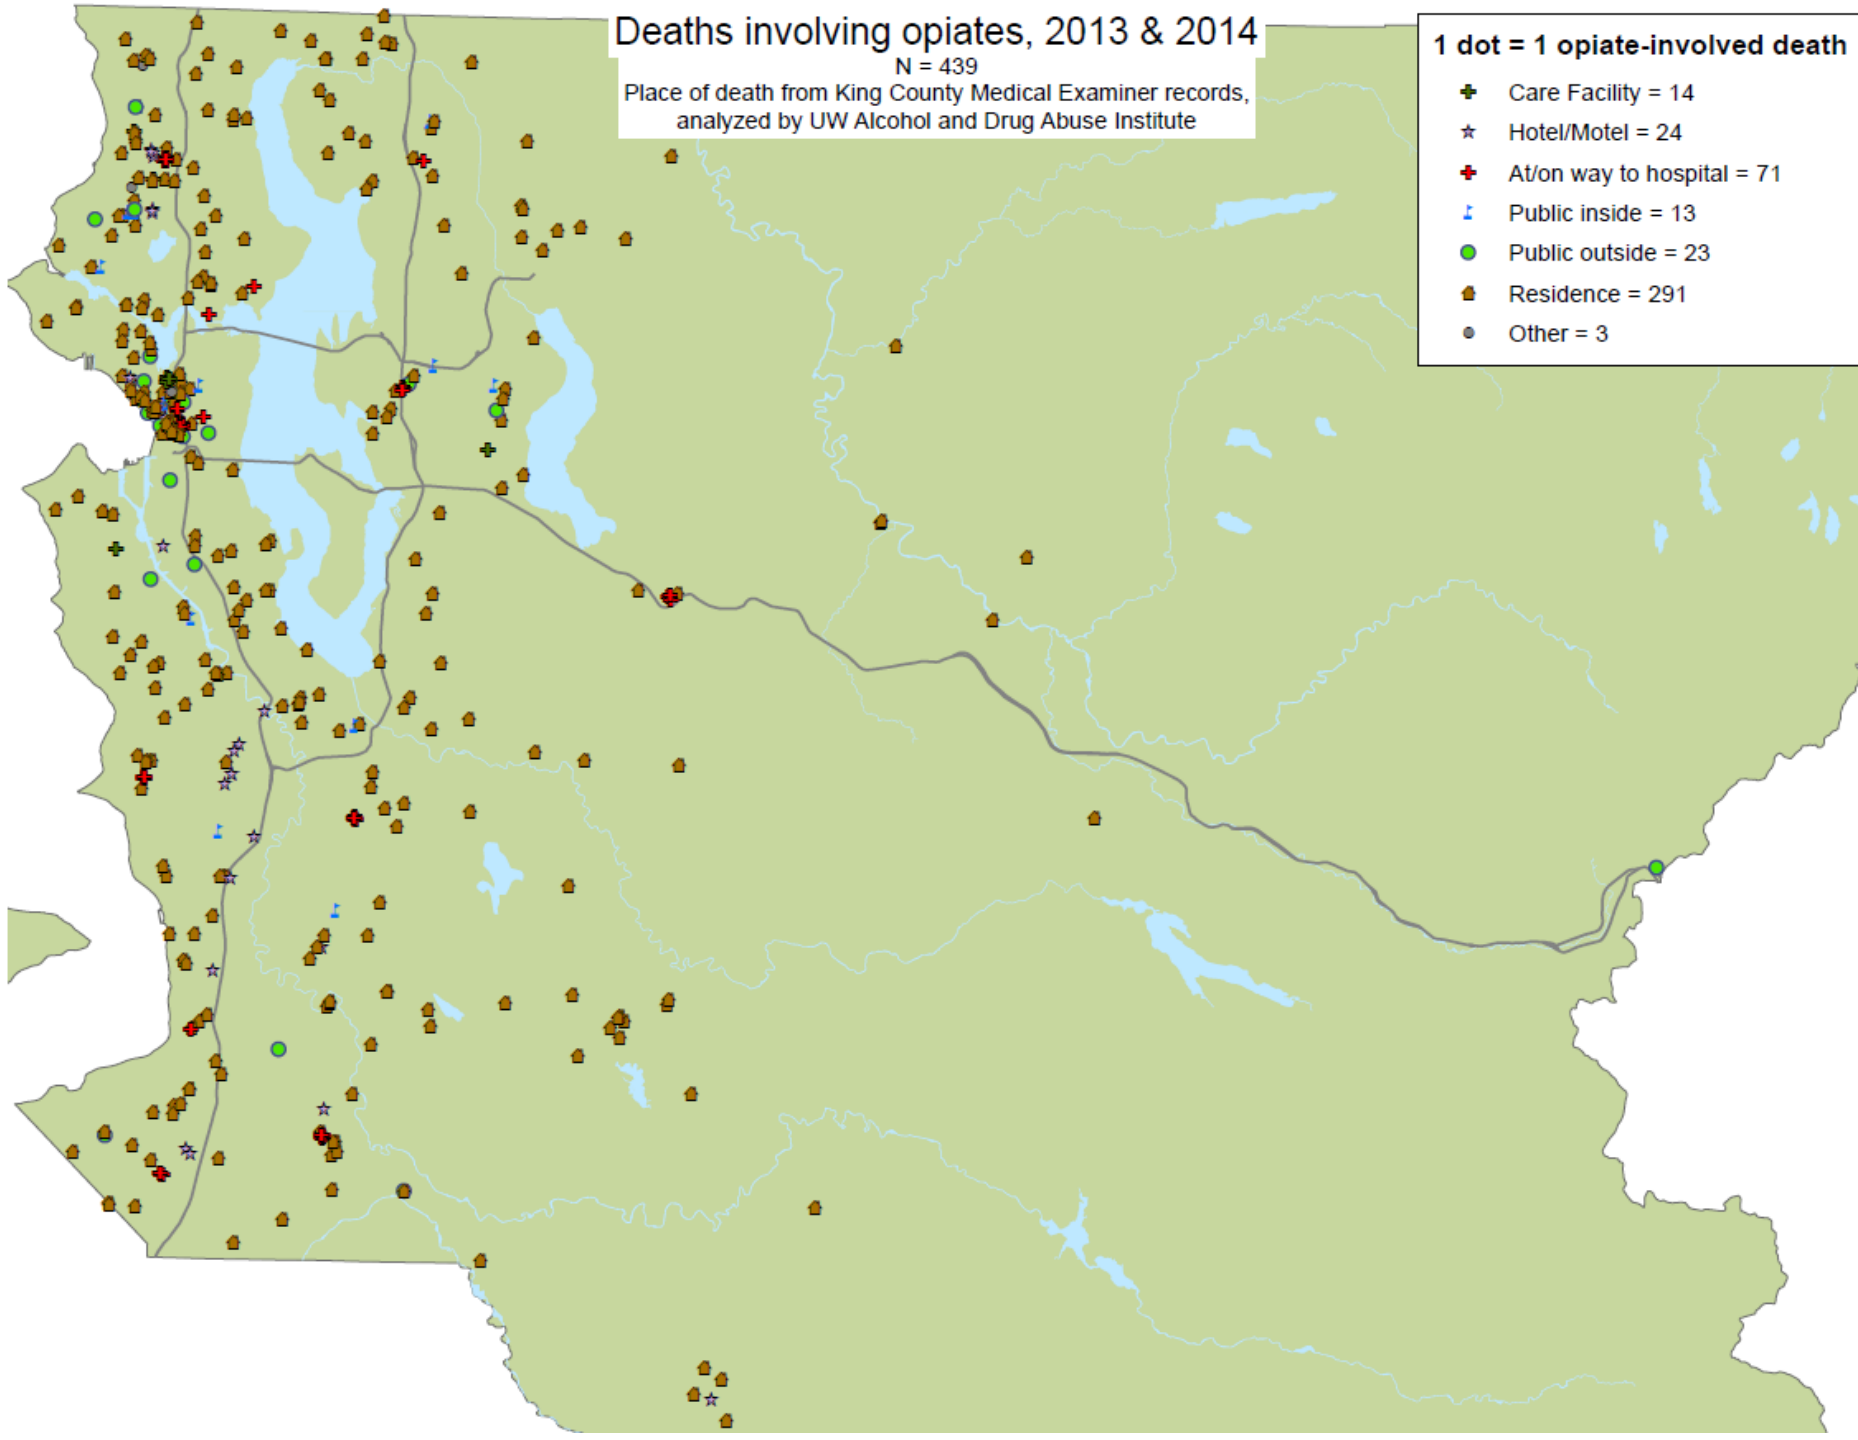 Deaths involving opiates, 2013 & 2014
N = 439
Place of death from King County Medical Examiner records,
analyzed by UW Alcohol and Drug Abuse Institute
1 dot = 1 opiate-involved death
Care Facility = 14
Hotel/Motel = 24
At/on way to hospital = 71
Public inside = 13
Public outside = 23
Residence = 291
Other = 3